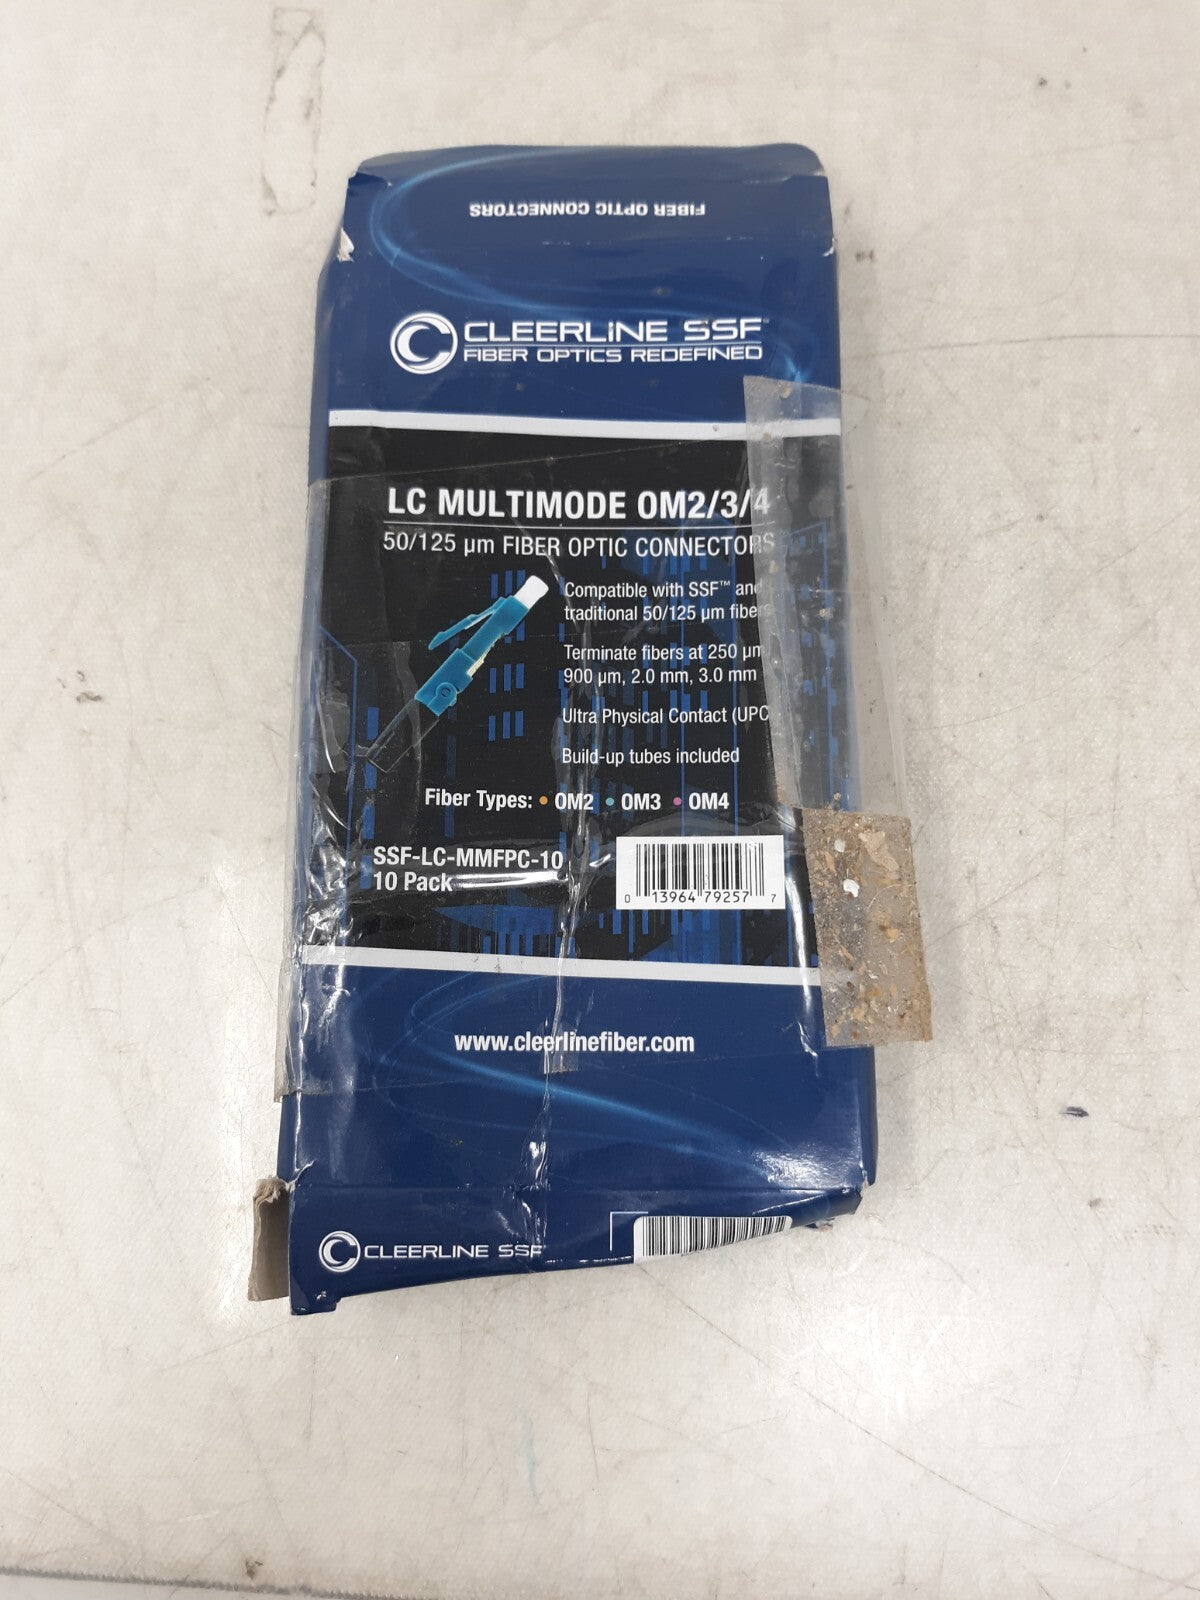 FIBER OPTIC CONNECTORS
CLEERLINE SSF™
FIBER OPTICS REDEFINED
LC MULTIMODE OM2/3/4
50/125 µm FIBER OPTIC CONNECTORS
Compatible with SSF™ and
traditional 50/125 µm fibers
Terminate fibers at 250 µm
900 µm, 2.0 mm, 3.0 mm
Ultra Physical Contact (UPC
Build-up tubes included
Fiber Types: • OM2 • OM3 • OM4
SSF-LC-MMFPC-10
10 Pack
0 13964 79257 7
www.cleerlinefiber.com
CLEERLINE SSF